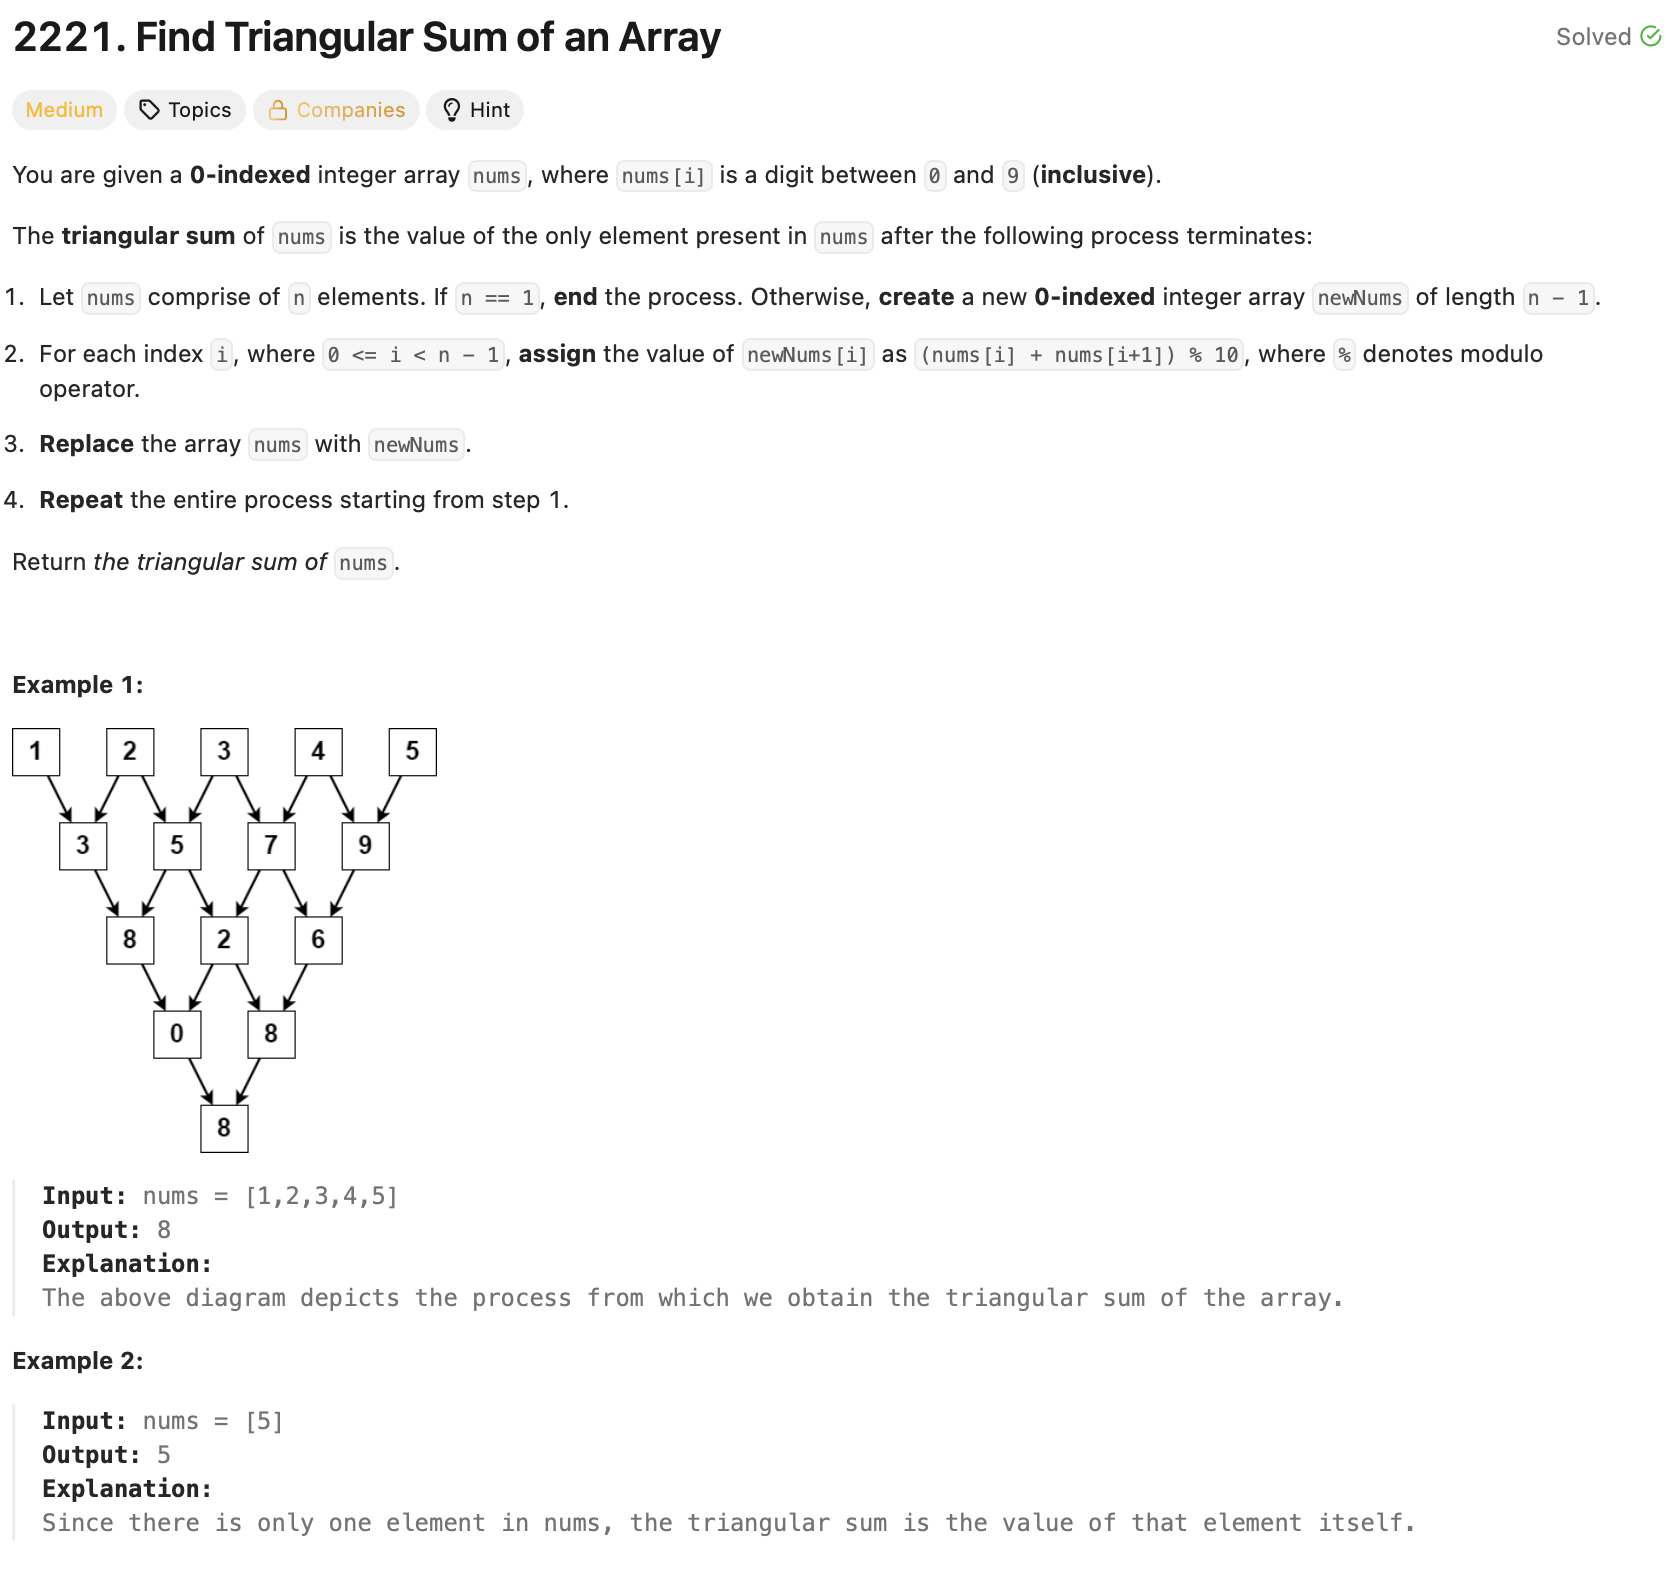 2221. Find Triangular Sum of an Array
Solved
Medium Topics Companies Hint
You are given a 0-indexed integer array nums, where nums[i] is a digit between 0 and 9 (inclusive).
The triangular sum of nums is the value of the only element present in nums after the following process terminates:
1. Let nums comprise of n elements. If n == 1, end the process. Otherwise, create a new 0-indexed integer array newNums of length n - 1.
2. For each index i, where 0 <= i < n - 1, assign the value of newNums[i] as (nums[i] + nums[i+1]) % 10, where % denotes modulo
operator.
3. Replace the array nums with newNums.
4. Repeat the entire process starting from step 1.
Return the triangular sum of nums.
Example 1:
1 2 3 4 5
3 5 7 9
8 2 6
0 8
8
Input: nums = [1,2,3,4,5]
Output: 8
Explanation:
The above diagram depicts the process from which we obtain the triangular sum of the array.
Example 2:
Input: nums = [5]
Output: 5
Explanation:
Since there is only one element in nums, the triangular sum is the value of that element itself.